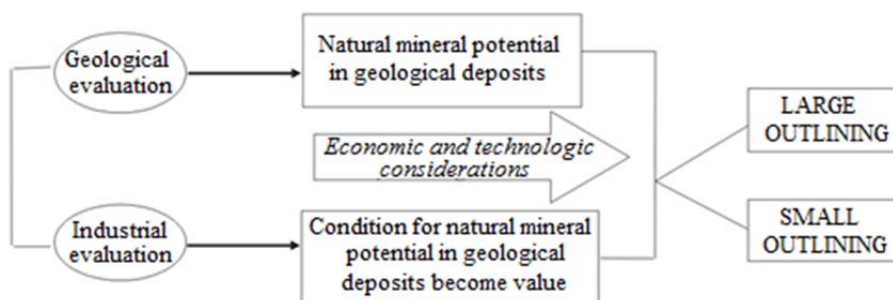 Geological
evaluation
Natural mineral potential
in geological deposits
Economic and technologic
considerations
LARGE
OUTLINING
Industrial
evaluation
Condition for natural mineral
potential in geological
deposits become value
SMALL
OUTLINING